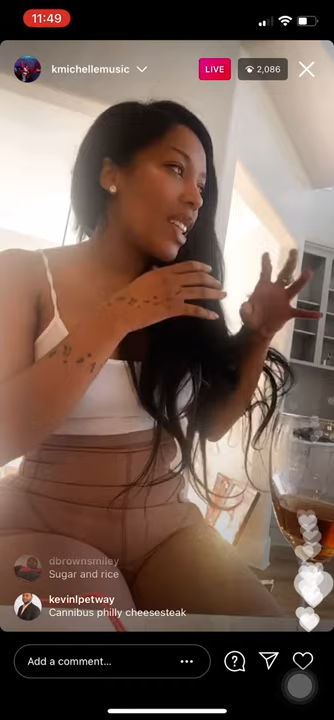 11:49
kmichellemusic
LIVE
2,086
dbrownsmiley
Sugar and rice
kevinlpetway
Cannibus philly cheesesteak
Add a comment...